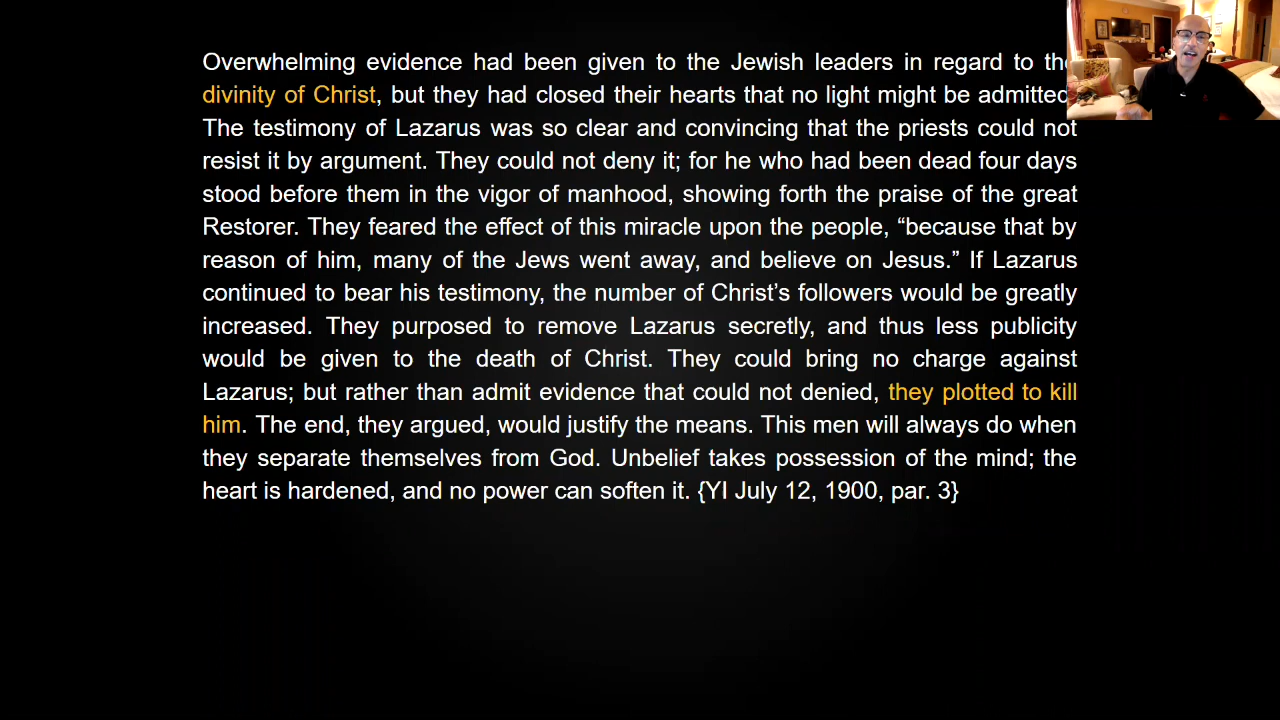 Overwhelming evidence had been given to the Jewish leaders in regard to the
divinity of Christ, but they had closed their hearts that no light might be admitted.
The testimony of Lazarus was so clear and convincing that the priests could not
resist it by argument. They could not deny it; for he who had been dead four days
stood before them in the vigor of manhood, showing forth the praise of the great
Restorer. They feared the effect of this miracle upon the people, “because that by
reason of him, many of the Jews went away, and believe on Jesus.” If Lazarus
continued to bear his testimony, the number of Christ’s followers would be greatly
increased. They purposed to remove Lazarus secretly, and thus less publicity
would be given to the death of Christ. They could bring no charge against
Lazarus; but rather than admit evidence that could not denied, they plotted to kill
him. The end, they argued, would justify the means. This men will always do when
they separate themselves from God. Unbelief takes possession of the mind; the
heart is hardened, and no power can soften it. {YI July 12, 1900, par. 3}